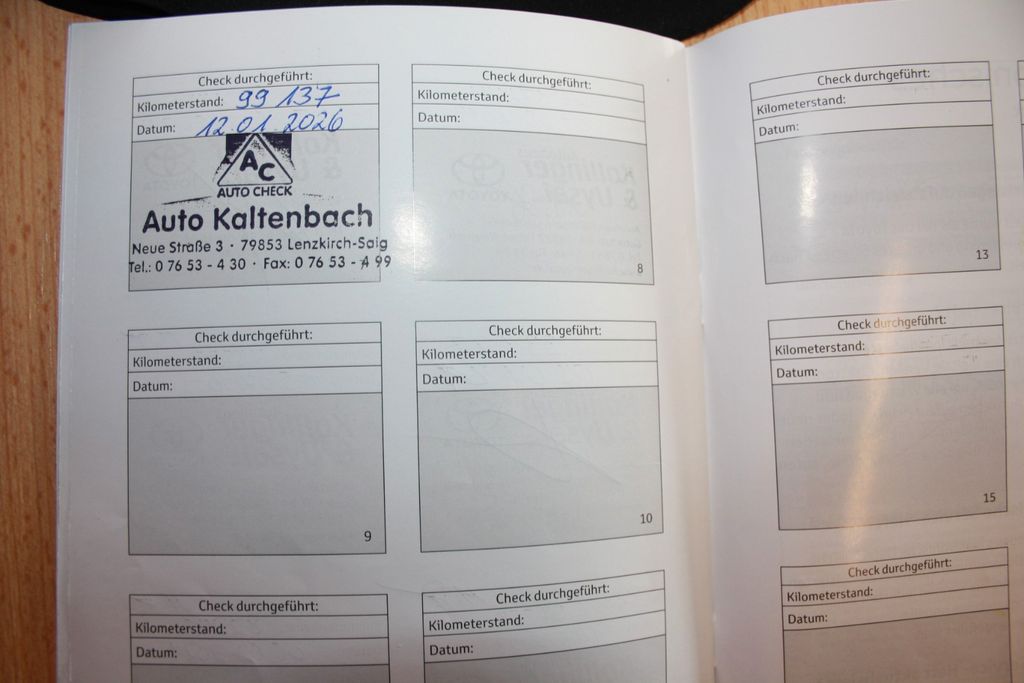 Check durchgeführt:
Kilometerstand: 99 137
Datum: 12.01.2026
AC
AUTO CHECK
Auto Kaltenbach
Neue Straße 3 · 79853 Lenzkirch-Saig
Tel.: 0 76 53 - 4 30 · Fax: 0 76 53 - 4 99
Check durchgeführt:
Kilometerstand:
Datum:
8
Check durchgeführt:
Kilometerstand:
Datum:
9
Check durchgeführt:
Kilometerstand:
Datum:
10
Check durchgeführt:
Kilometerstand:
Datum:
Check durchgeführt:
Kilometerstand:
Datum:
Check durchgeführt:
Kilometerstand:
Datum:
13
Check durchgeführt:
Kilometerstand:
Datum:
15
Check durchgeführt:
Kilometerstand:
Datum: